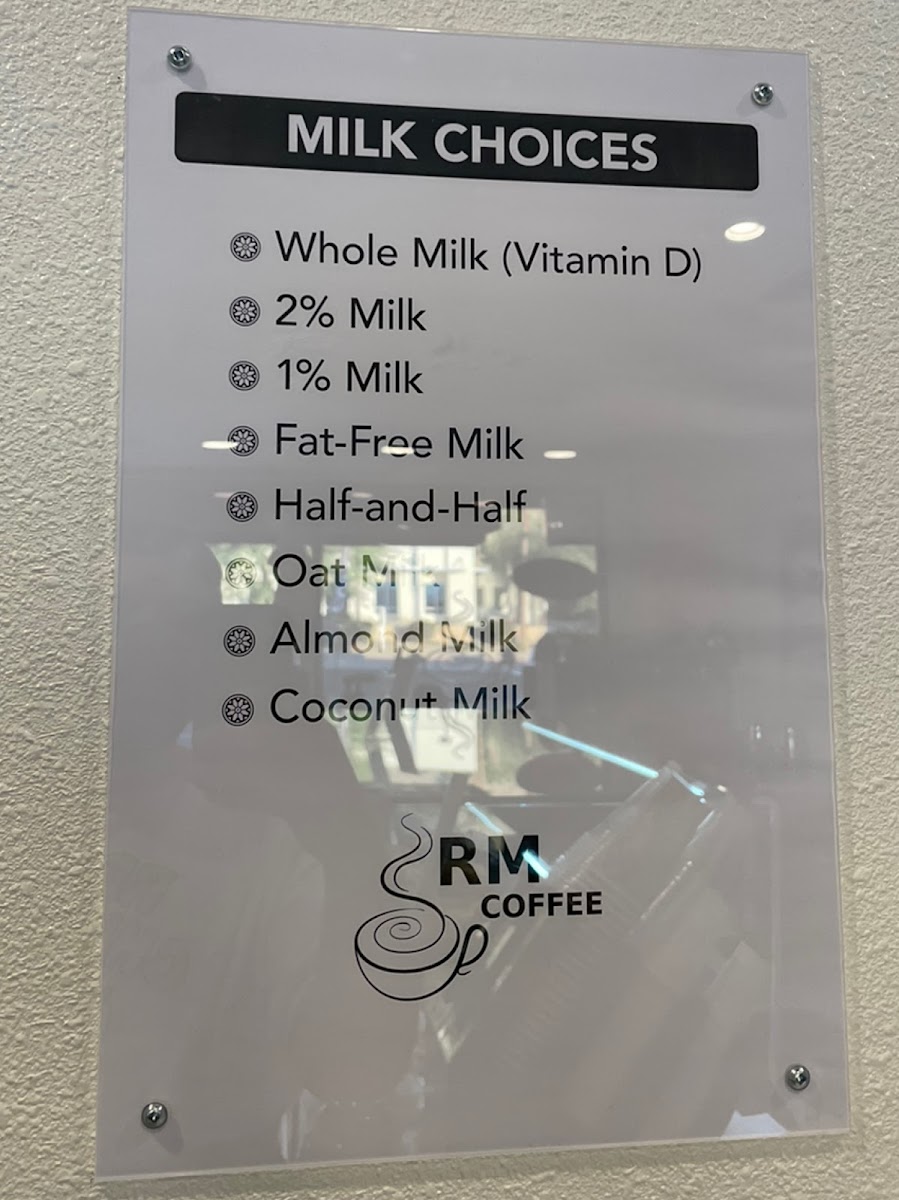 MILK CHOICES
Whole Milk (Vitamin D)
2% Milk
1% Milk
Fat-Free Milk
Half-and-Half
Oat Milk
Almond Milk
Coconut Milk
RM
COFFEE